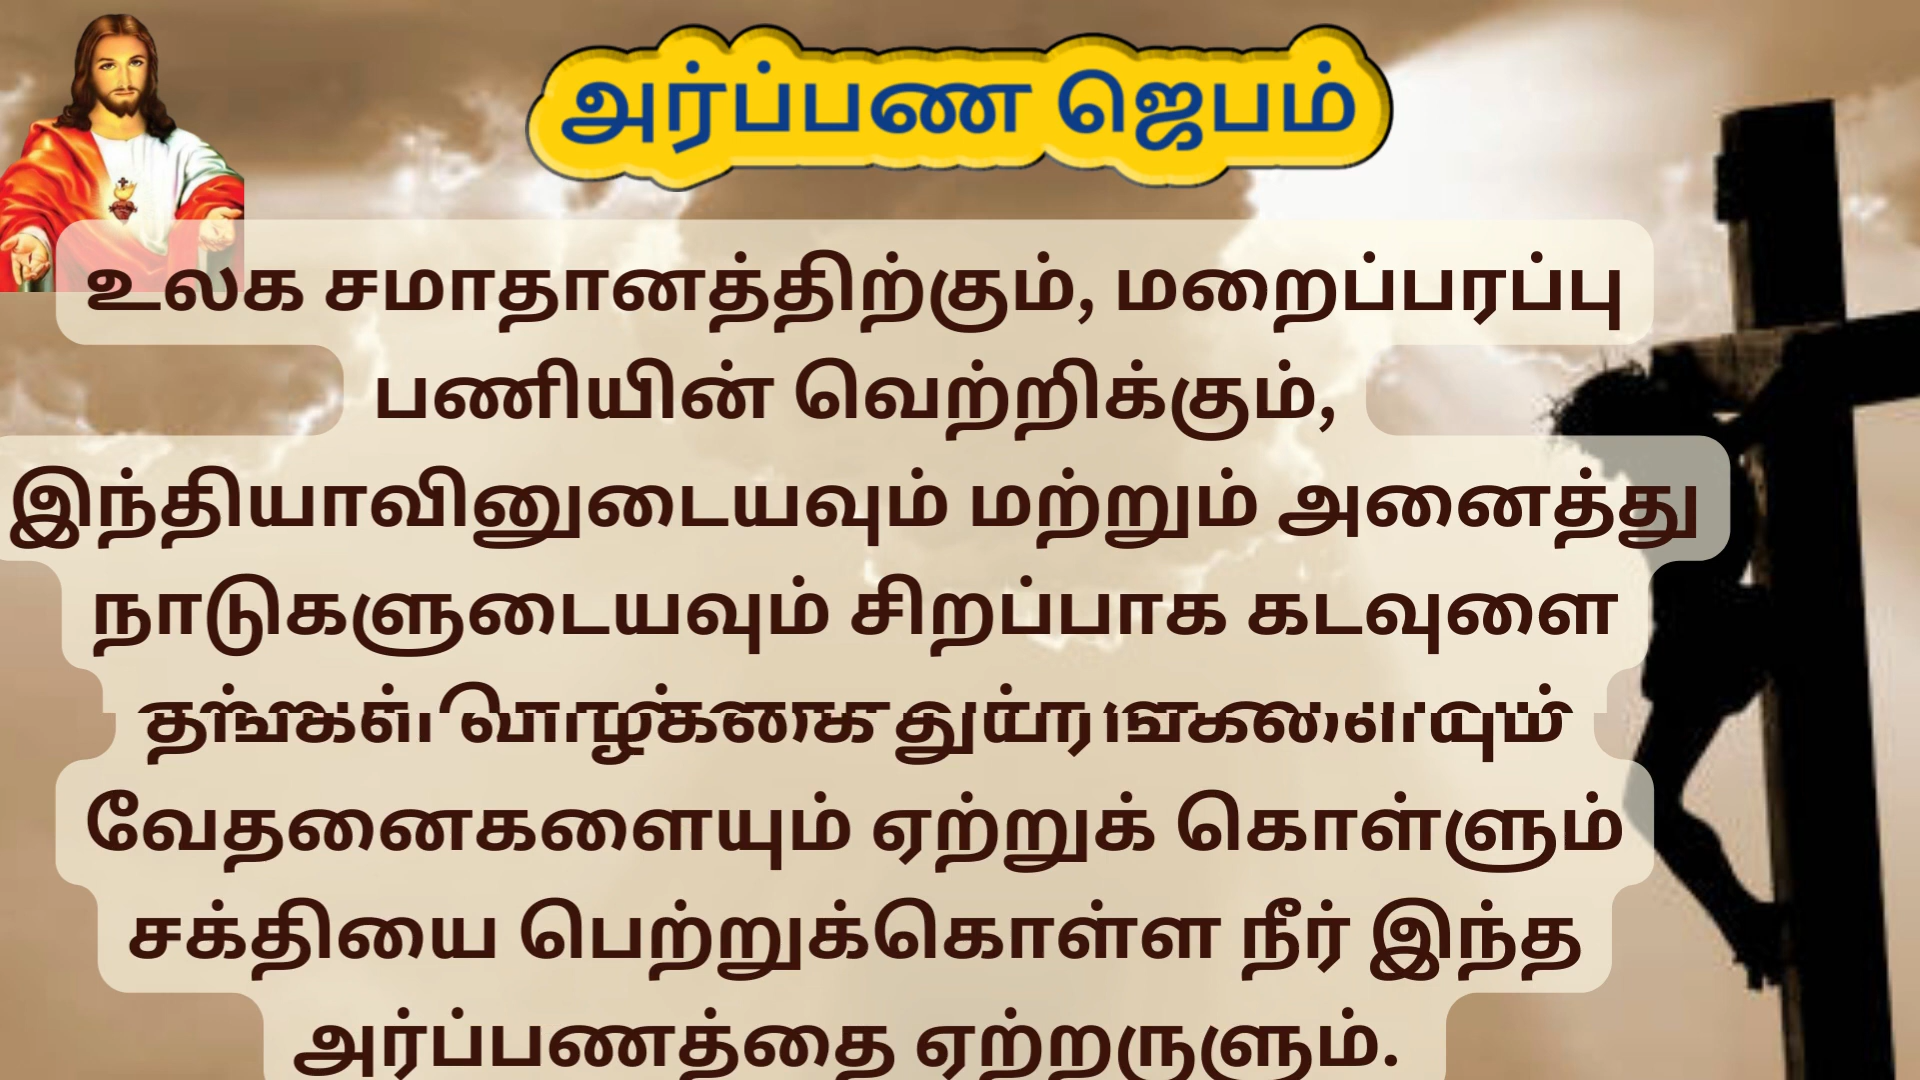 அர்ப்பண ஜெபம்
உலக சமாதானத்திற்கும், மறைப்பரப்பு
பணியின் வெற்றிக்கும்,
இந்தியாவினுடையவும் மற்றும் அனைத்து
நாடுகளுடையவும் சிறப்பாக கடவுளை
வேதனைகளையும் ஏற்றுக் கொள்ளும்
சக்தியை பெற்றுக்கொள்ள நீர் இந்த
அர்ப்பணத்தை ஏற்றருளும்.